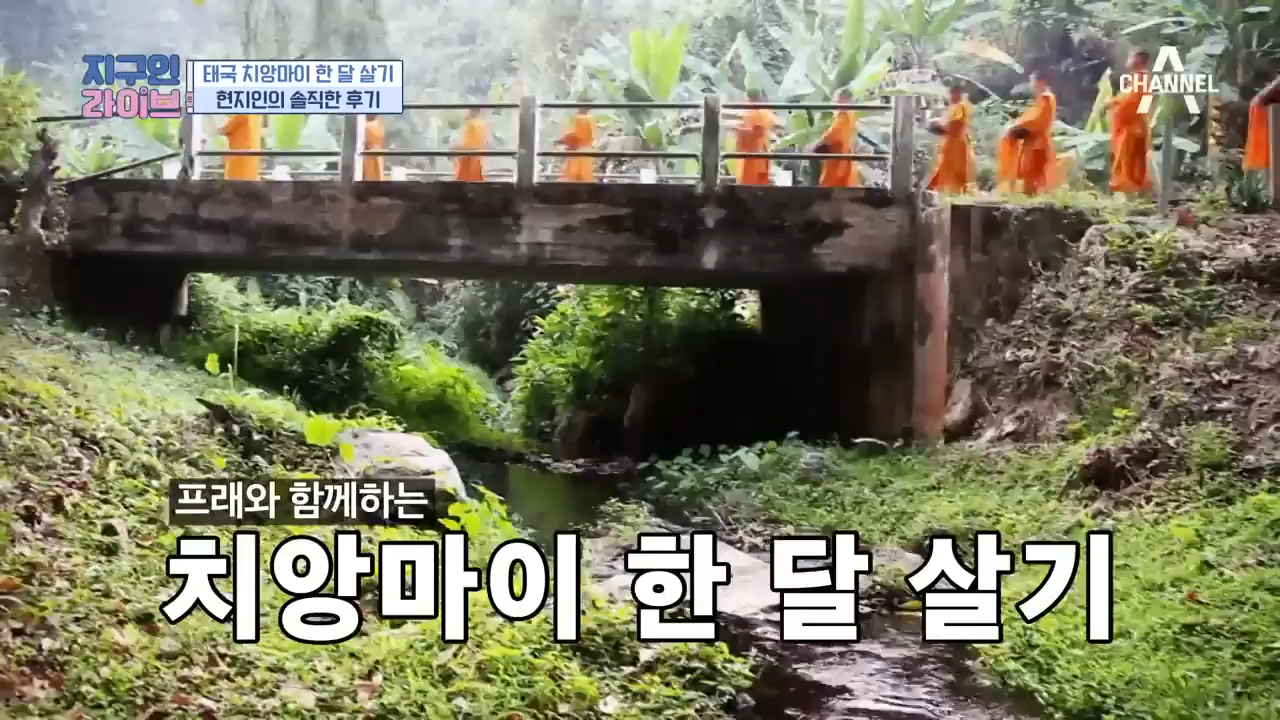 지구인
라이브
태국 치앙마이 한 달 살기
현지인의 솔직한 후기
CHANNEL A
프래와 함께하는
치앙마이 한 달 살기